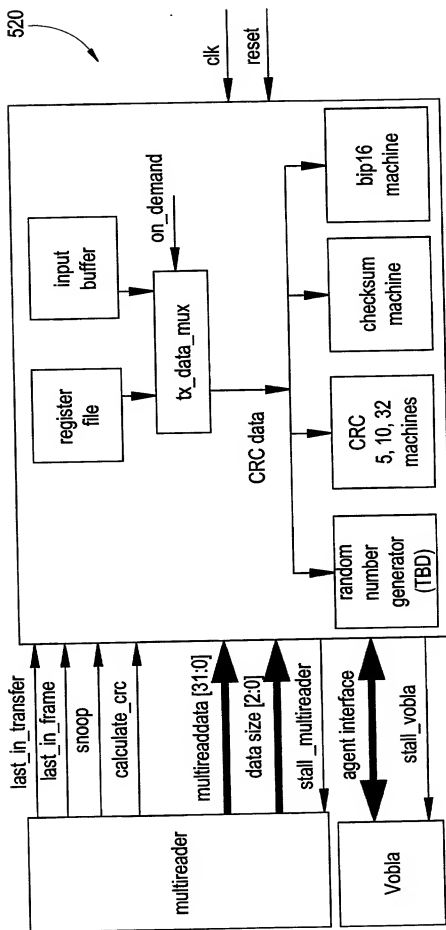 520
last_in_transfer
last_in_frame
snoop
calculate_crc
multireaddata [31:0]
data size [2:0]
stall_multireader
agent interface
stall_vobla
multireader
Vobla
register
file
input
buffer
on_demand
tx_data_mux
CRC data
random
number
generator
(TBD)
CRC
5, 10, 32
machines
checksum
machine
bip16
machine
clk
reset